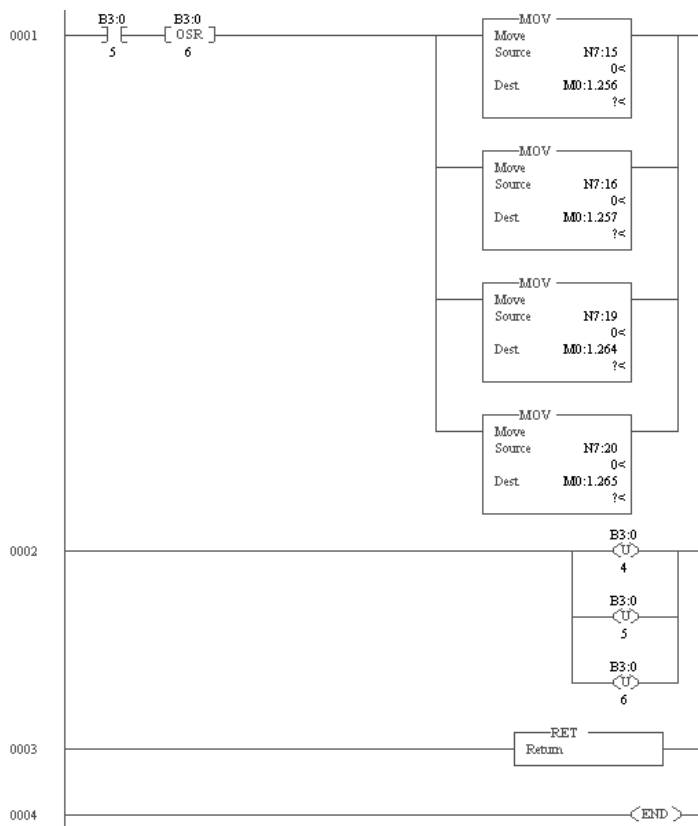 B3:0 B3:0 MOV
0001 OSR Move
5 6 Source N7:15
0<
Dest M0:1.256
?<
MOV
Move
Source N7:16
0<
Dest M0:1.257
?<
MOV
Move
Source N7:19
0<
Dest M0:1.264
?<
MOV
Move
Source N7:20
0<
Dest M0:1.265
?<
B3:0
0002 U
4
B3:0
U
5
B3:0
U
6
RET
0003 Return
0004 END